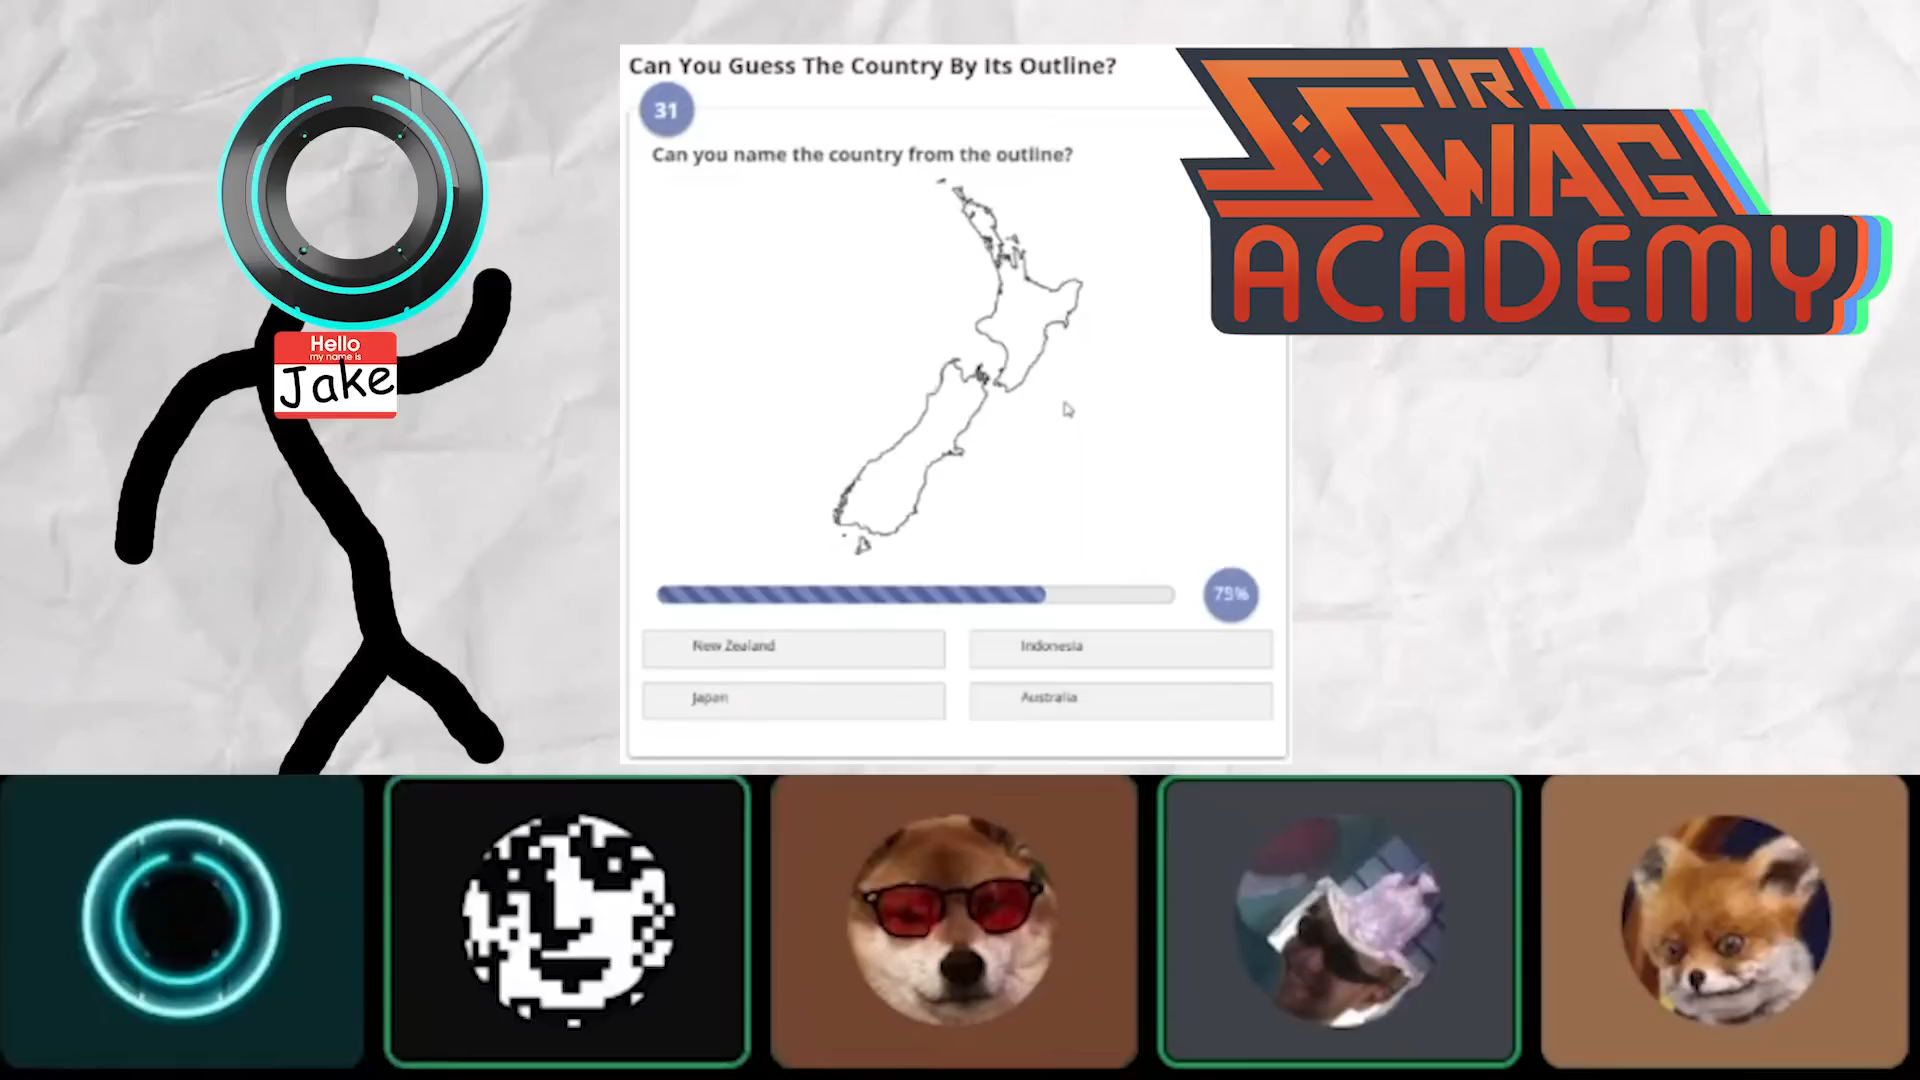 Can You Guess The Country By Its Outline?
31
Can you name the country from the outline?
SIR
SWAG
ACADEMY
Hello
my name is
Jake
75%
New Zealand
Indonesia
Japan
Australia